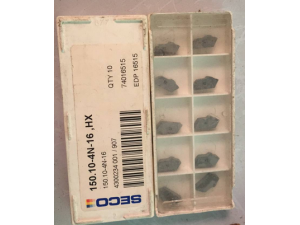 SECO
150.10-4N-16 ,HX
150.10-4N-16
4300234 001 / 907
QTY 10
74016515
EDP 16515